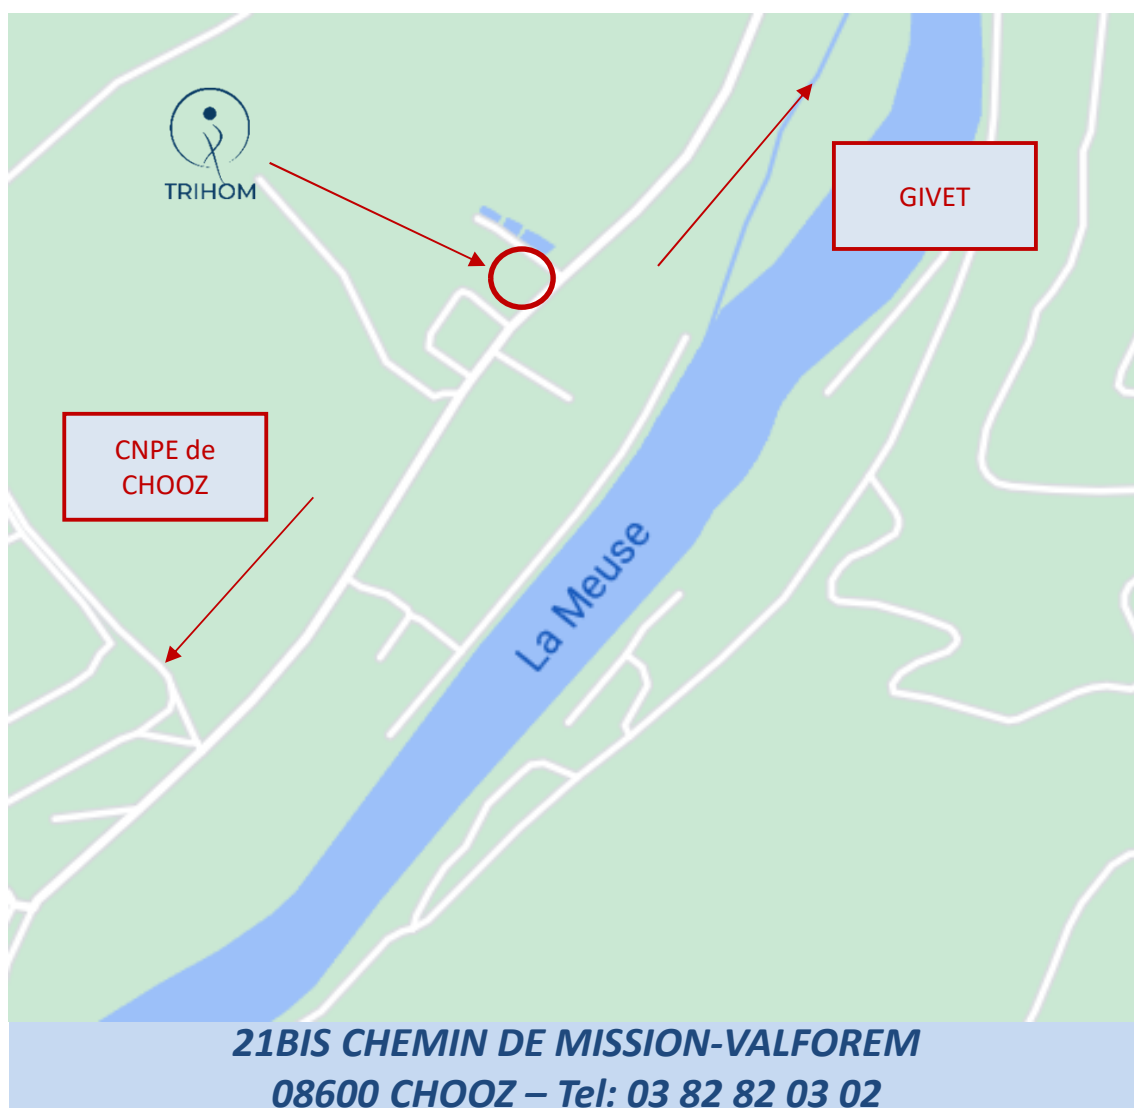 TRIHOM
GIVET
CNPE de
CHOOZ
La Meuse
21BIS CHEMIN DE MISSION-VALFOREM
08600 CHOOZ – Tel: 03 82 82 03 02